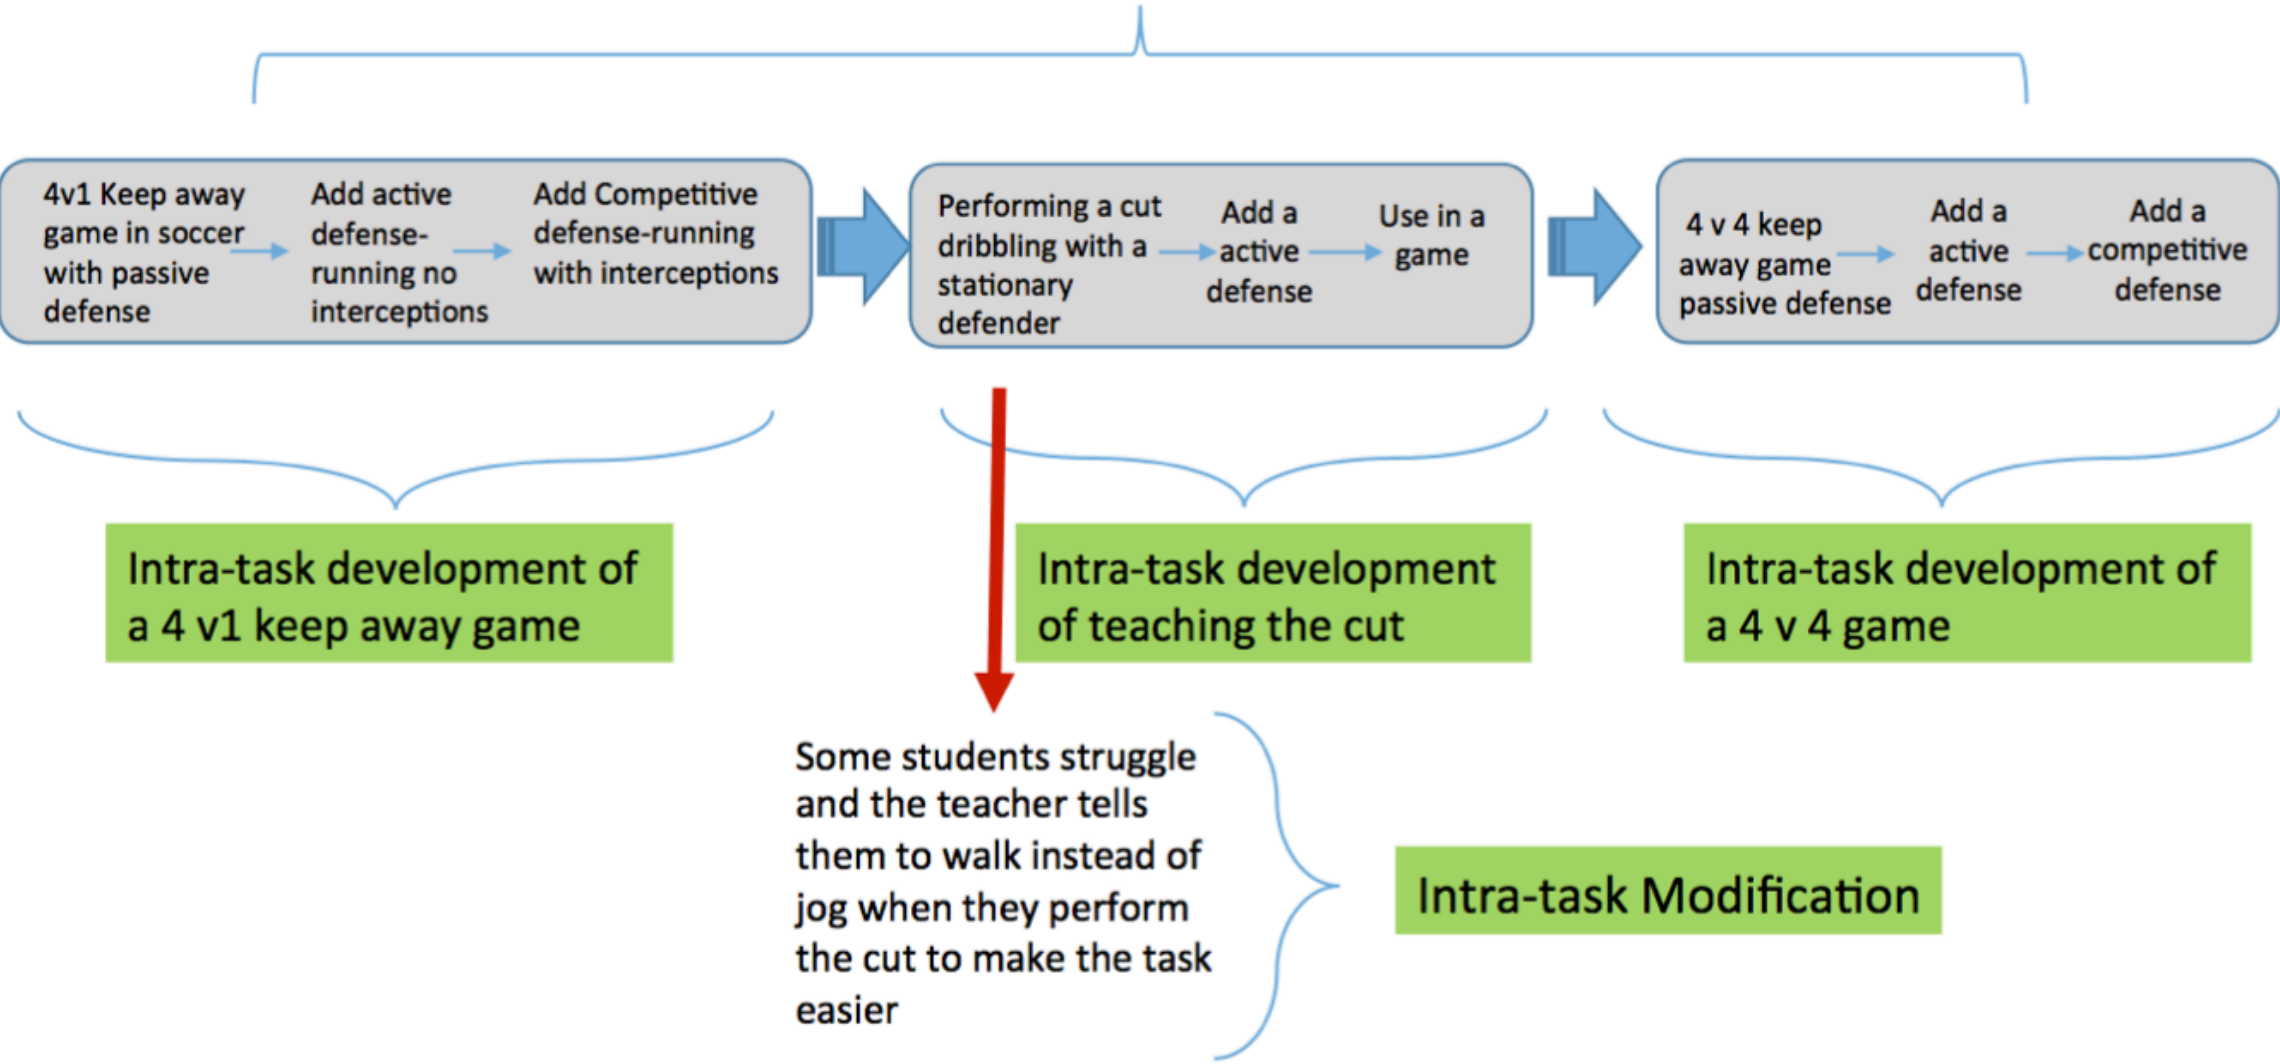 4v1 Keep away
game in soccer
with passive
defense
Add active
defense-
running no
interceptions
Add Competitive
defense-running
with interceptions
Performing a cut
dribbling with a
stationary
defender
Add a
active
defense
Use in a
game
4 v 4 keep
away game
passive defense
Add a
active
defense
Add a
competitive
defense
Intra-task development of
a 4 v1 keep away game
Intra-task development
of teaching the cut
Intra-task development of
a 4 v 4 game
Some students struggle
and the teacher tells
them to walk instead of
jog when they perform
the cut to make the task
easier
Intra-task Modification